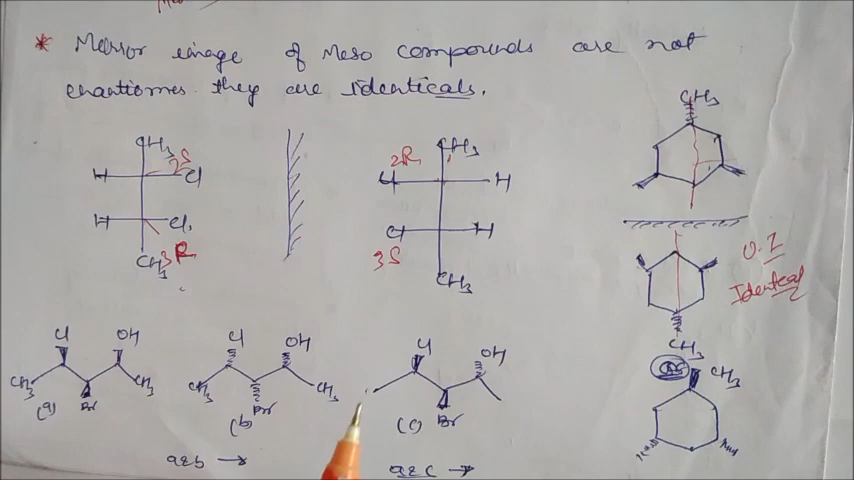 * Mirror image of Meso compounds are not
enantiomes they are identicals.
CH3
2S
H Cl
H Cl
3R
CH3
CH3
2R
Cl H
Cl H
3S
CH3
CH3
O.I
Identical
CH3
CH3
Cl OH
CH3 Br CH3
(a)
Cl OH
Br CH3
(b)
Cl OH
Br
(c)
a&b →
a&c →